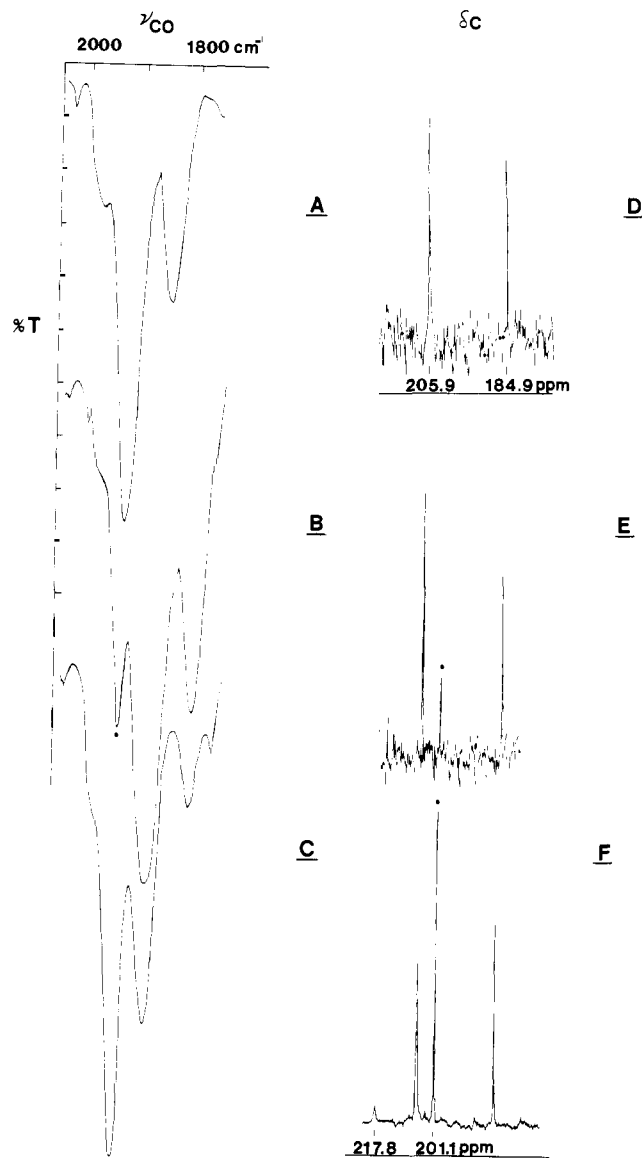 νCO
δC
2000
1800 cm⁻¹
A
D
%T
205.9
184.9 ppm
B
E
C
F
217.8
201.1 ppm